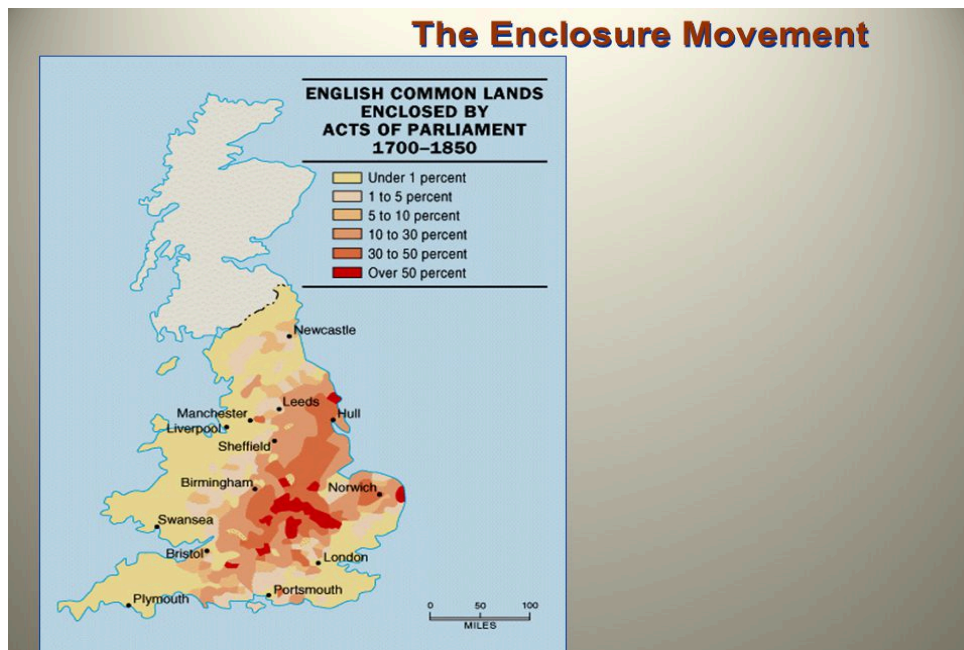 The Enclosure Movement
ENGLISH COMMON LANDS
ENCLOSED BY
ACTS OF PARLIAMENT
1700–1850
Under 1 percent
1 to 5 percent
5 to 10 percent
10 to 30 percent
30 to 50 percent
Over 50 percent
Newcastle
Leeds
Manchester
Hull
Liverpool
Sheffield
Birmingham
Norwich
Swansea
Bristol
London
Portsmouth
Plymouth
0 50 100
MILES